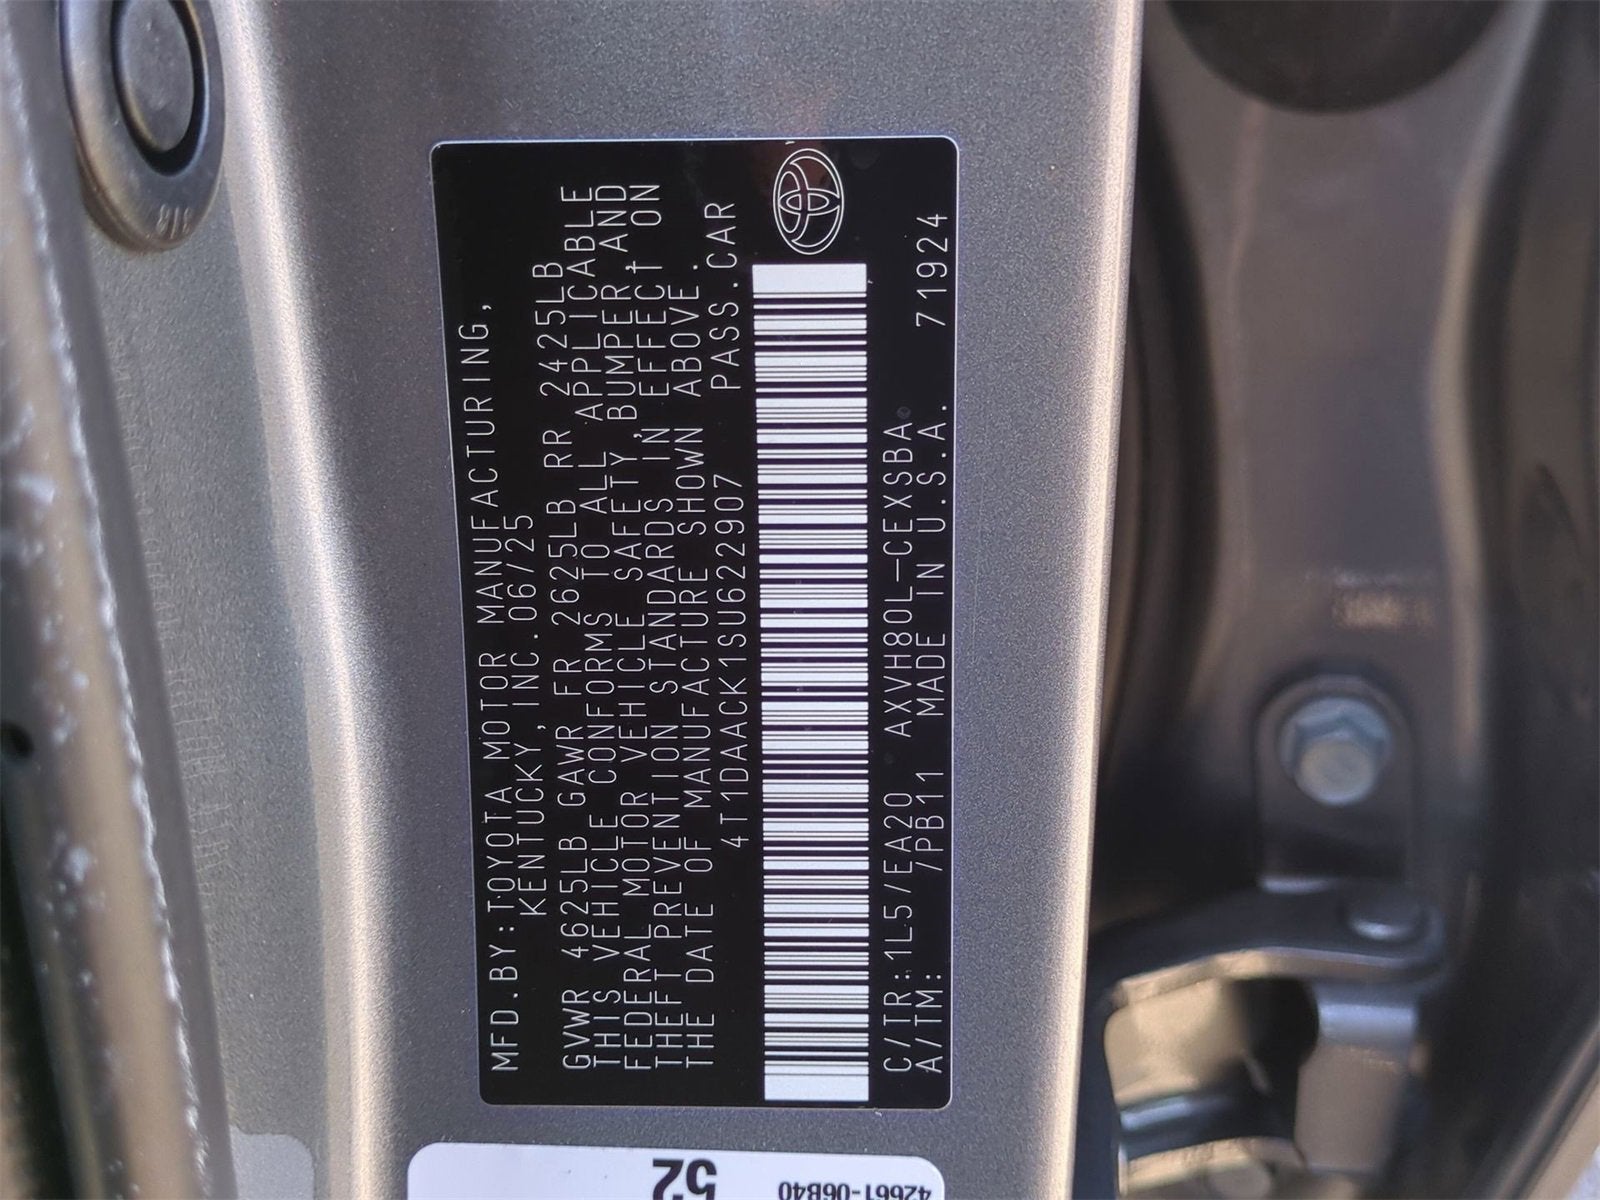 MFD.BY:TOYOTA MOTOR MANUFACTURING,
KENTUCKY,INC.06/25
GVWR 4625LB GAWR FR 2625LB RR 2425LB
THIS VEHICLE CONFORMS TO ALL APPLICABLE
FEDERAL MOTOR VEHICLE SAFETY,BUMPER,AND
THEFT PREVENTION STANDARDS IN EFFECT ON
THE DATE OF MANUFACTURE SHOWN ABOVE.
4T1DAACK1SU622907 PASS.CAR
C/TR:1L5/EA20 AXVH80L-CEXSBA
A/TM: /PB11 MADE IN U.S.A. 71924
52
42661-06B40